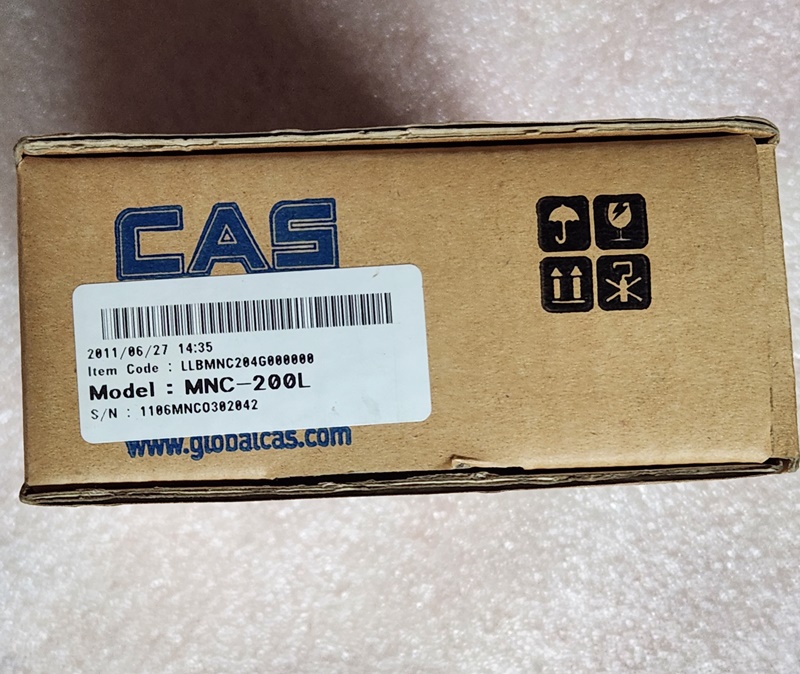 CAS
2011/06/27 14:35
Item Code : LLBMNC204G000000
Model : MNC-200L
S/N : 1106MNC0302042
www.globalcas.com